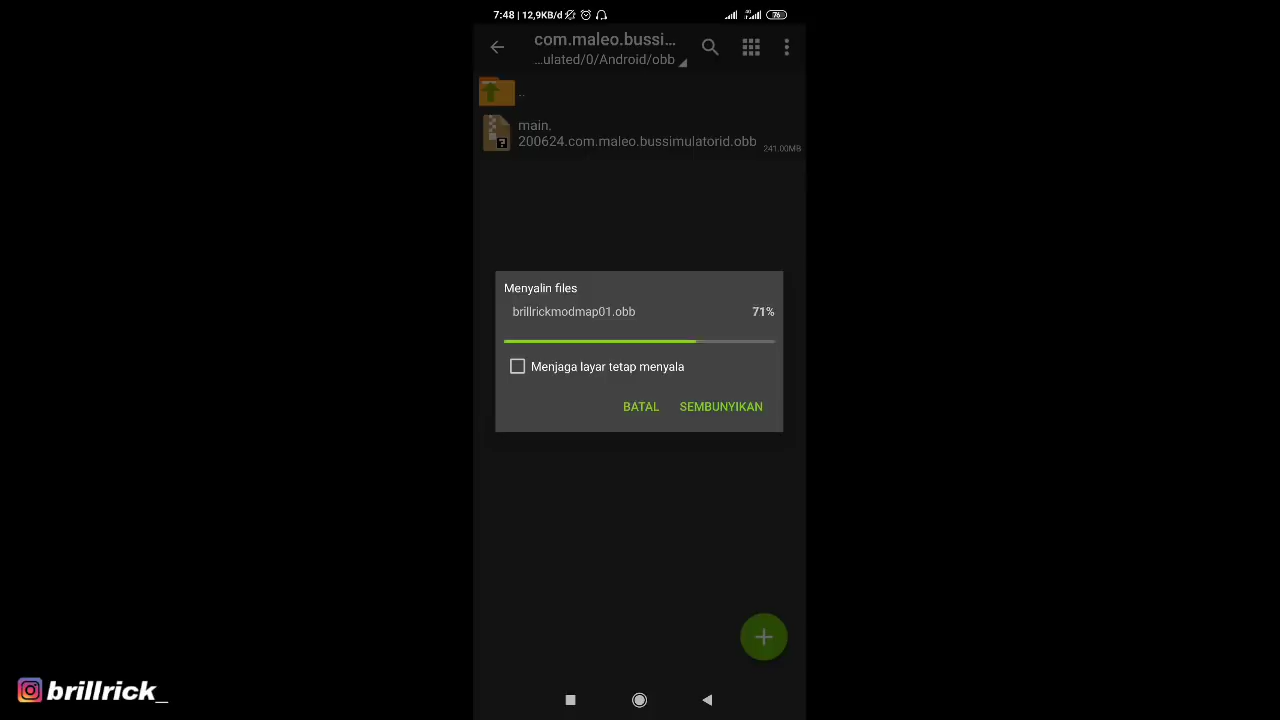 7:48 | 12,9KB/d
76
com.maleo.bussi...
...ulated/0/Android/obb
..
main.
200624.com.maleo.bussimulatorid.obb
241.00MB
Menyalin files
brillrickmodmap01.obb 71%
Menjaga layar tetap menyala
BATAL SEMBUNYIKAN
brillrick_